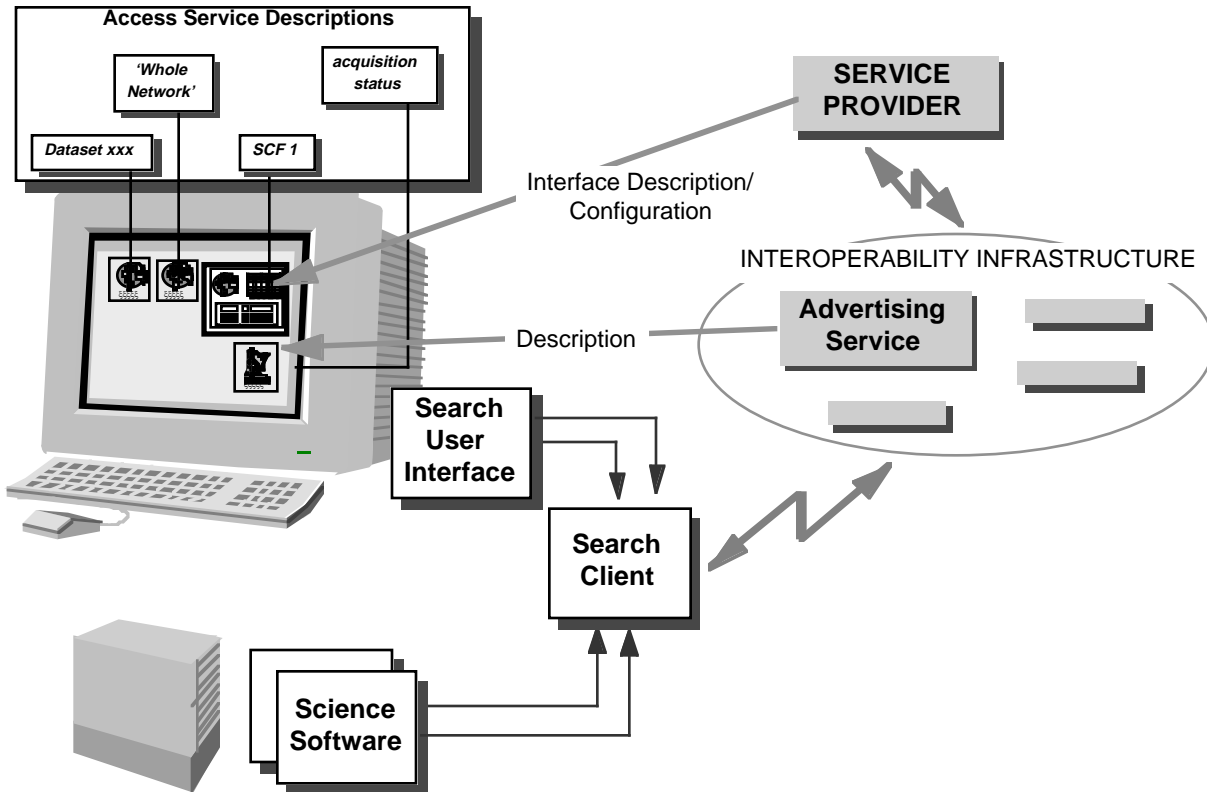 Access Service Descriptions
‘Whole
Network’
acquisition
status
Dataset xxx
SCF 1
SERVICE
PROVIDER
Interface Description/
Configuration
INTEROPERABILITY INFRASTRUCTURE
Advertising
Service
Description
Search
User
Interface
Search
Client
Science
Software